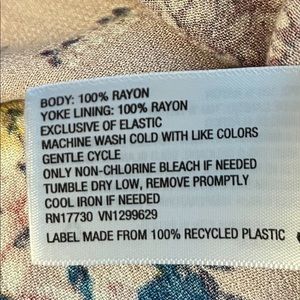 BODY: 100% RAYON
YOKE LINING: 100% RAYON
EXCLUSIVE OF ELASTIC
MACHINE WASH COLD WITH LIKE COLORS
GENTLE CYCLE
ONLY NON-CHLORINE BLEACH IF NEEDED
TUMBLE DRY LOW, REMOVE PROMPTLY
COOL IRON IF NEEDED
RN17730 VN1299629
LABEL MADE FROM 100% RECYCLED PLASTIC